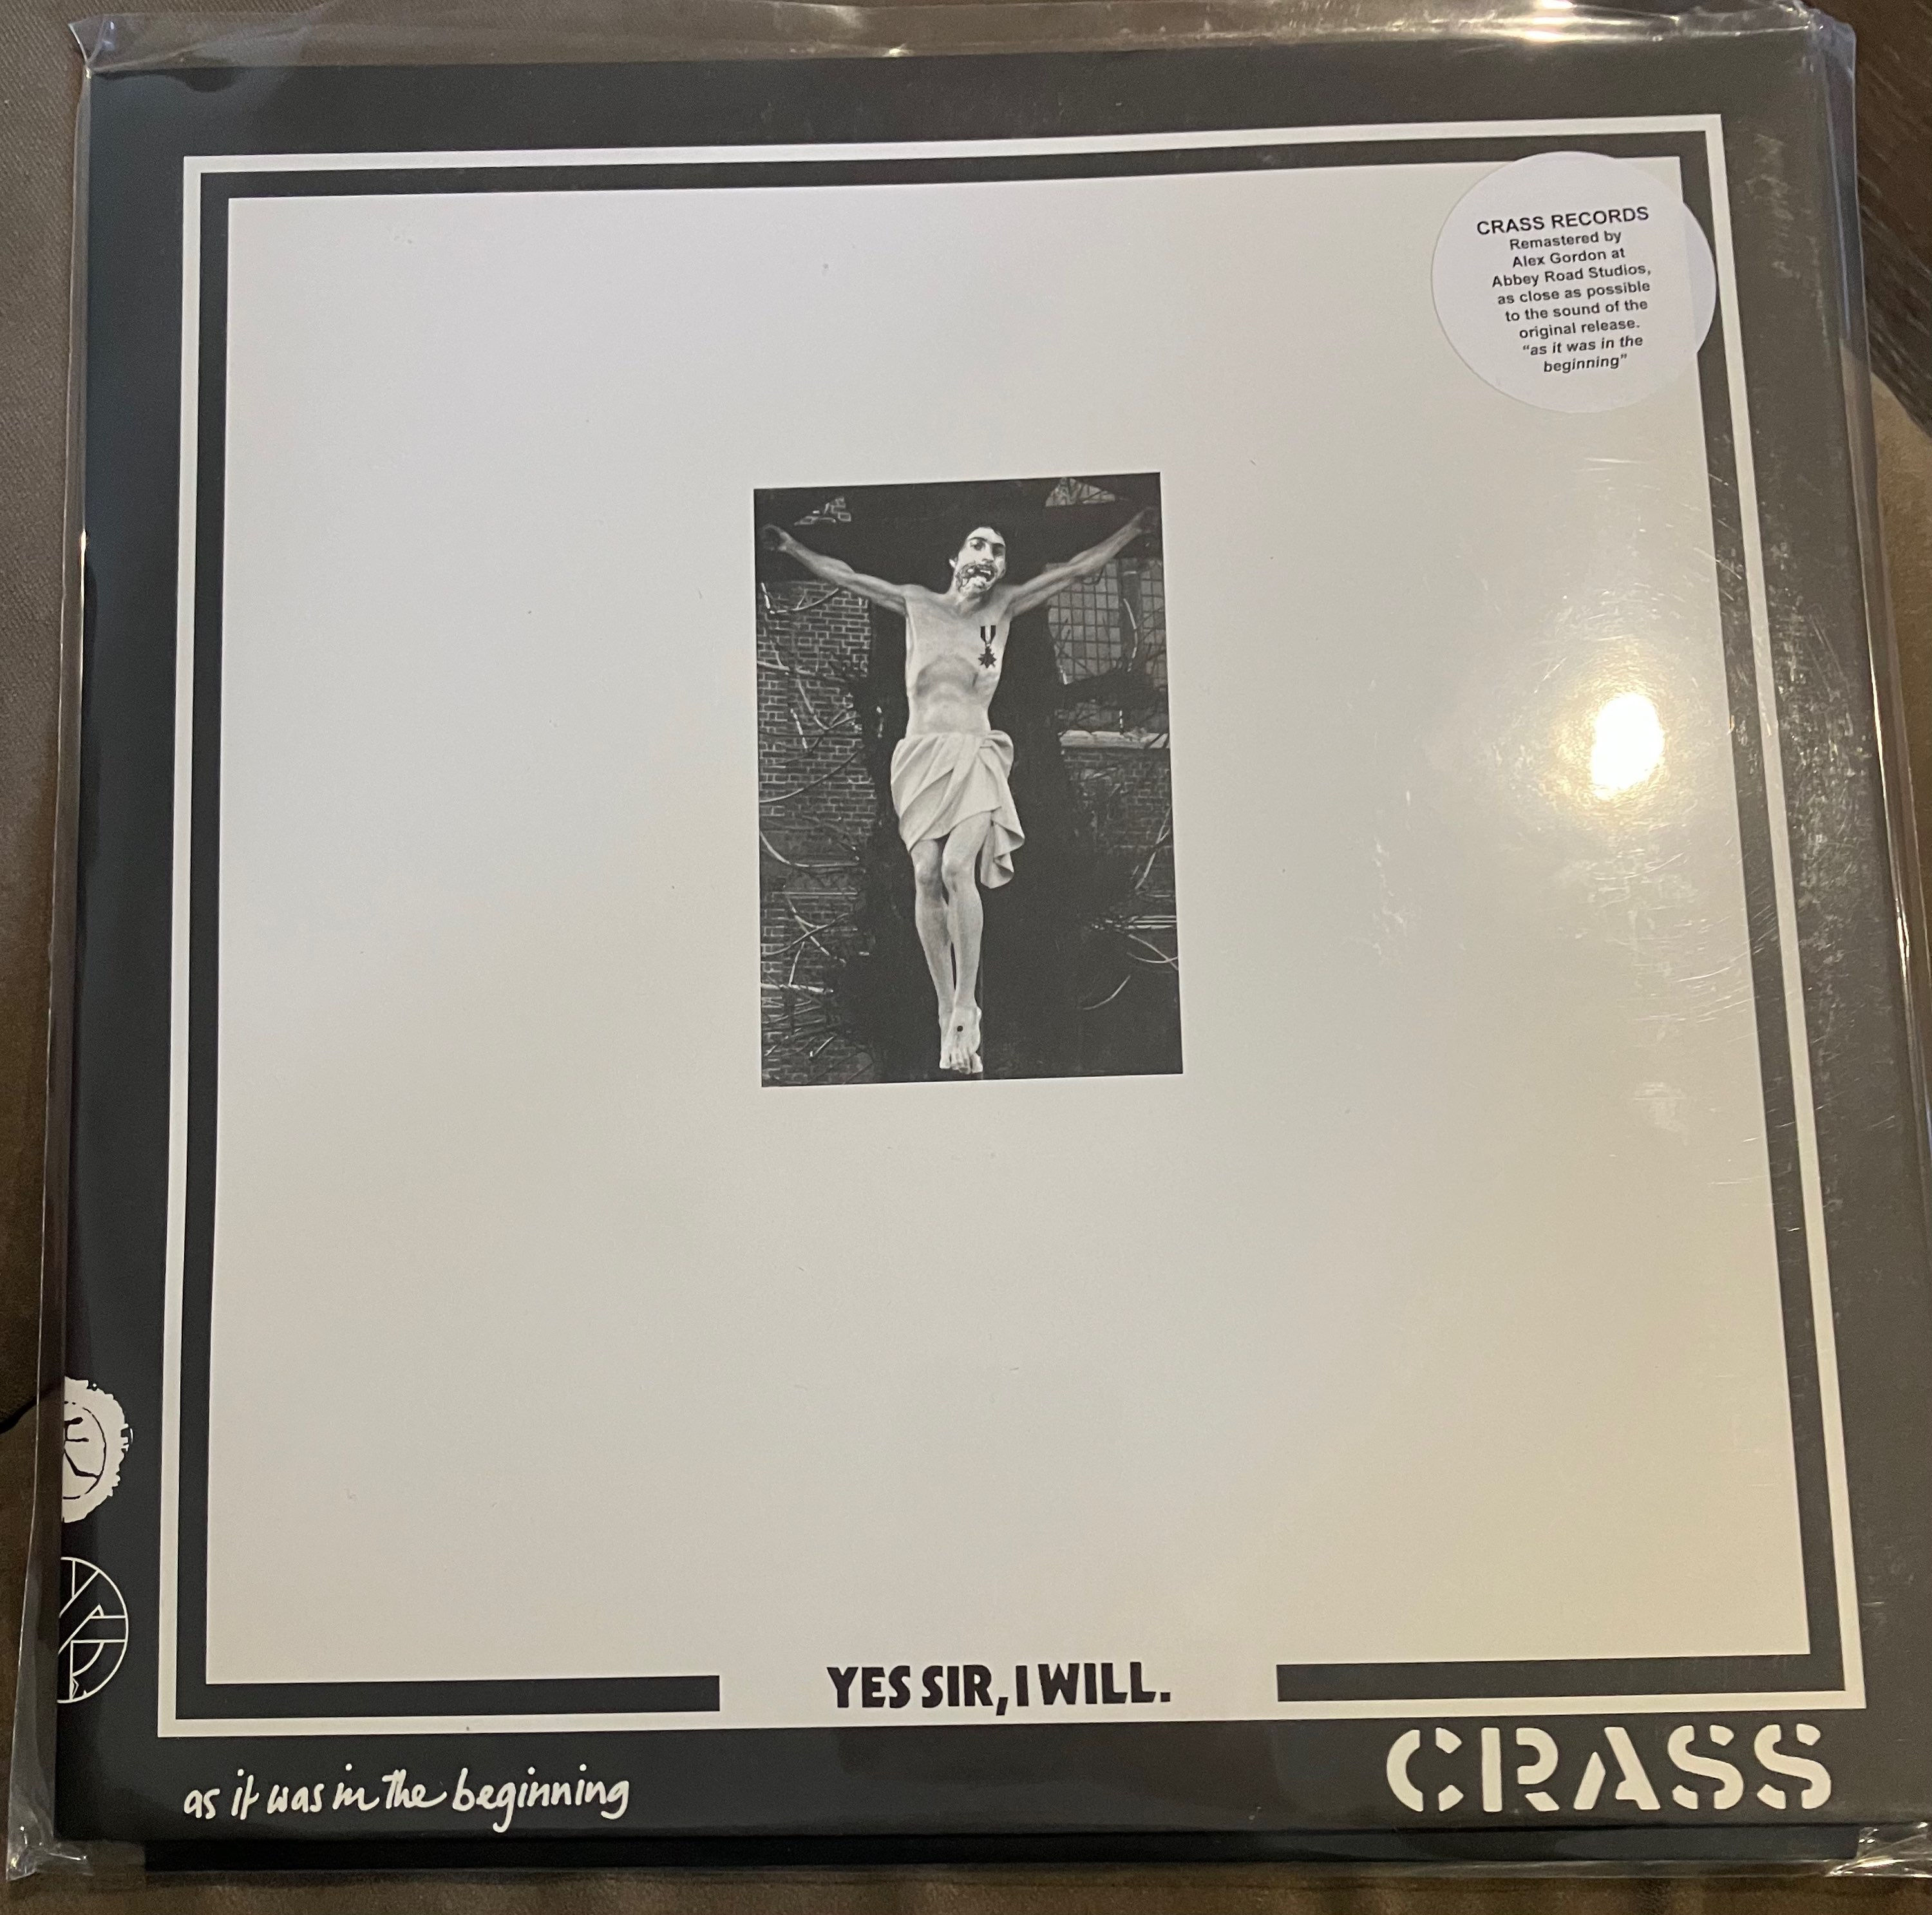 CRASS RECORDS
Remastered by
Alex Gordon at
Abbey Road Studios,
as close as possible
to the sound of the
original release.
“as it was in the
beginning”
YES SIR, I WILL.
as it was in the beginning
CRASS